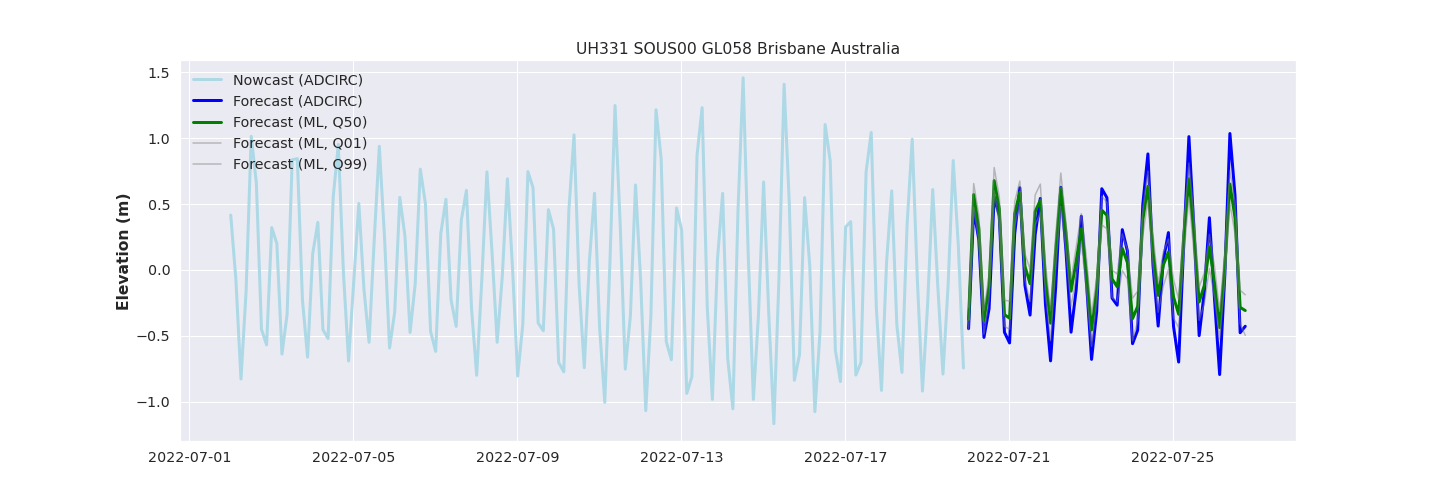 UH331 SOUS00 GL058 Brisbane Australia
Nowcast (ADCIRC)
Forecast (ADCIRC)
Forecast (ML, Q50)
Forecast (ML, Q01)
Forecast (ML, Q99)
Elevation (m)
1.5
1.0
0.5
0.0
−0.5
−1.0
2022-07-01 2022-07-05 2022-07-09 2022-07-13 2022-07-17 2022-07-21 2022-07-25